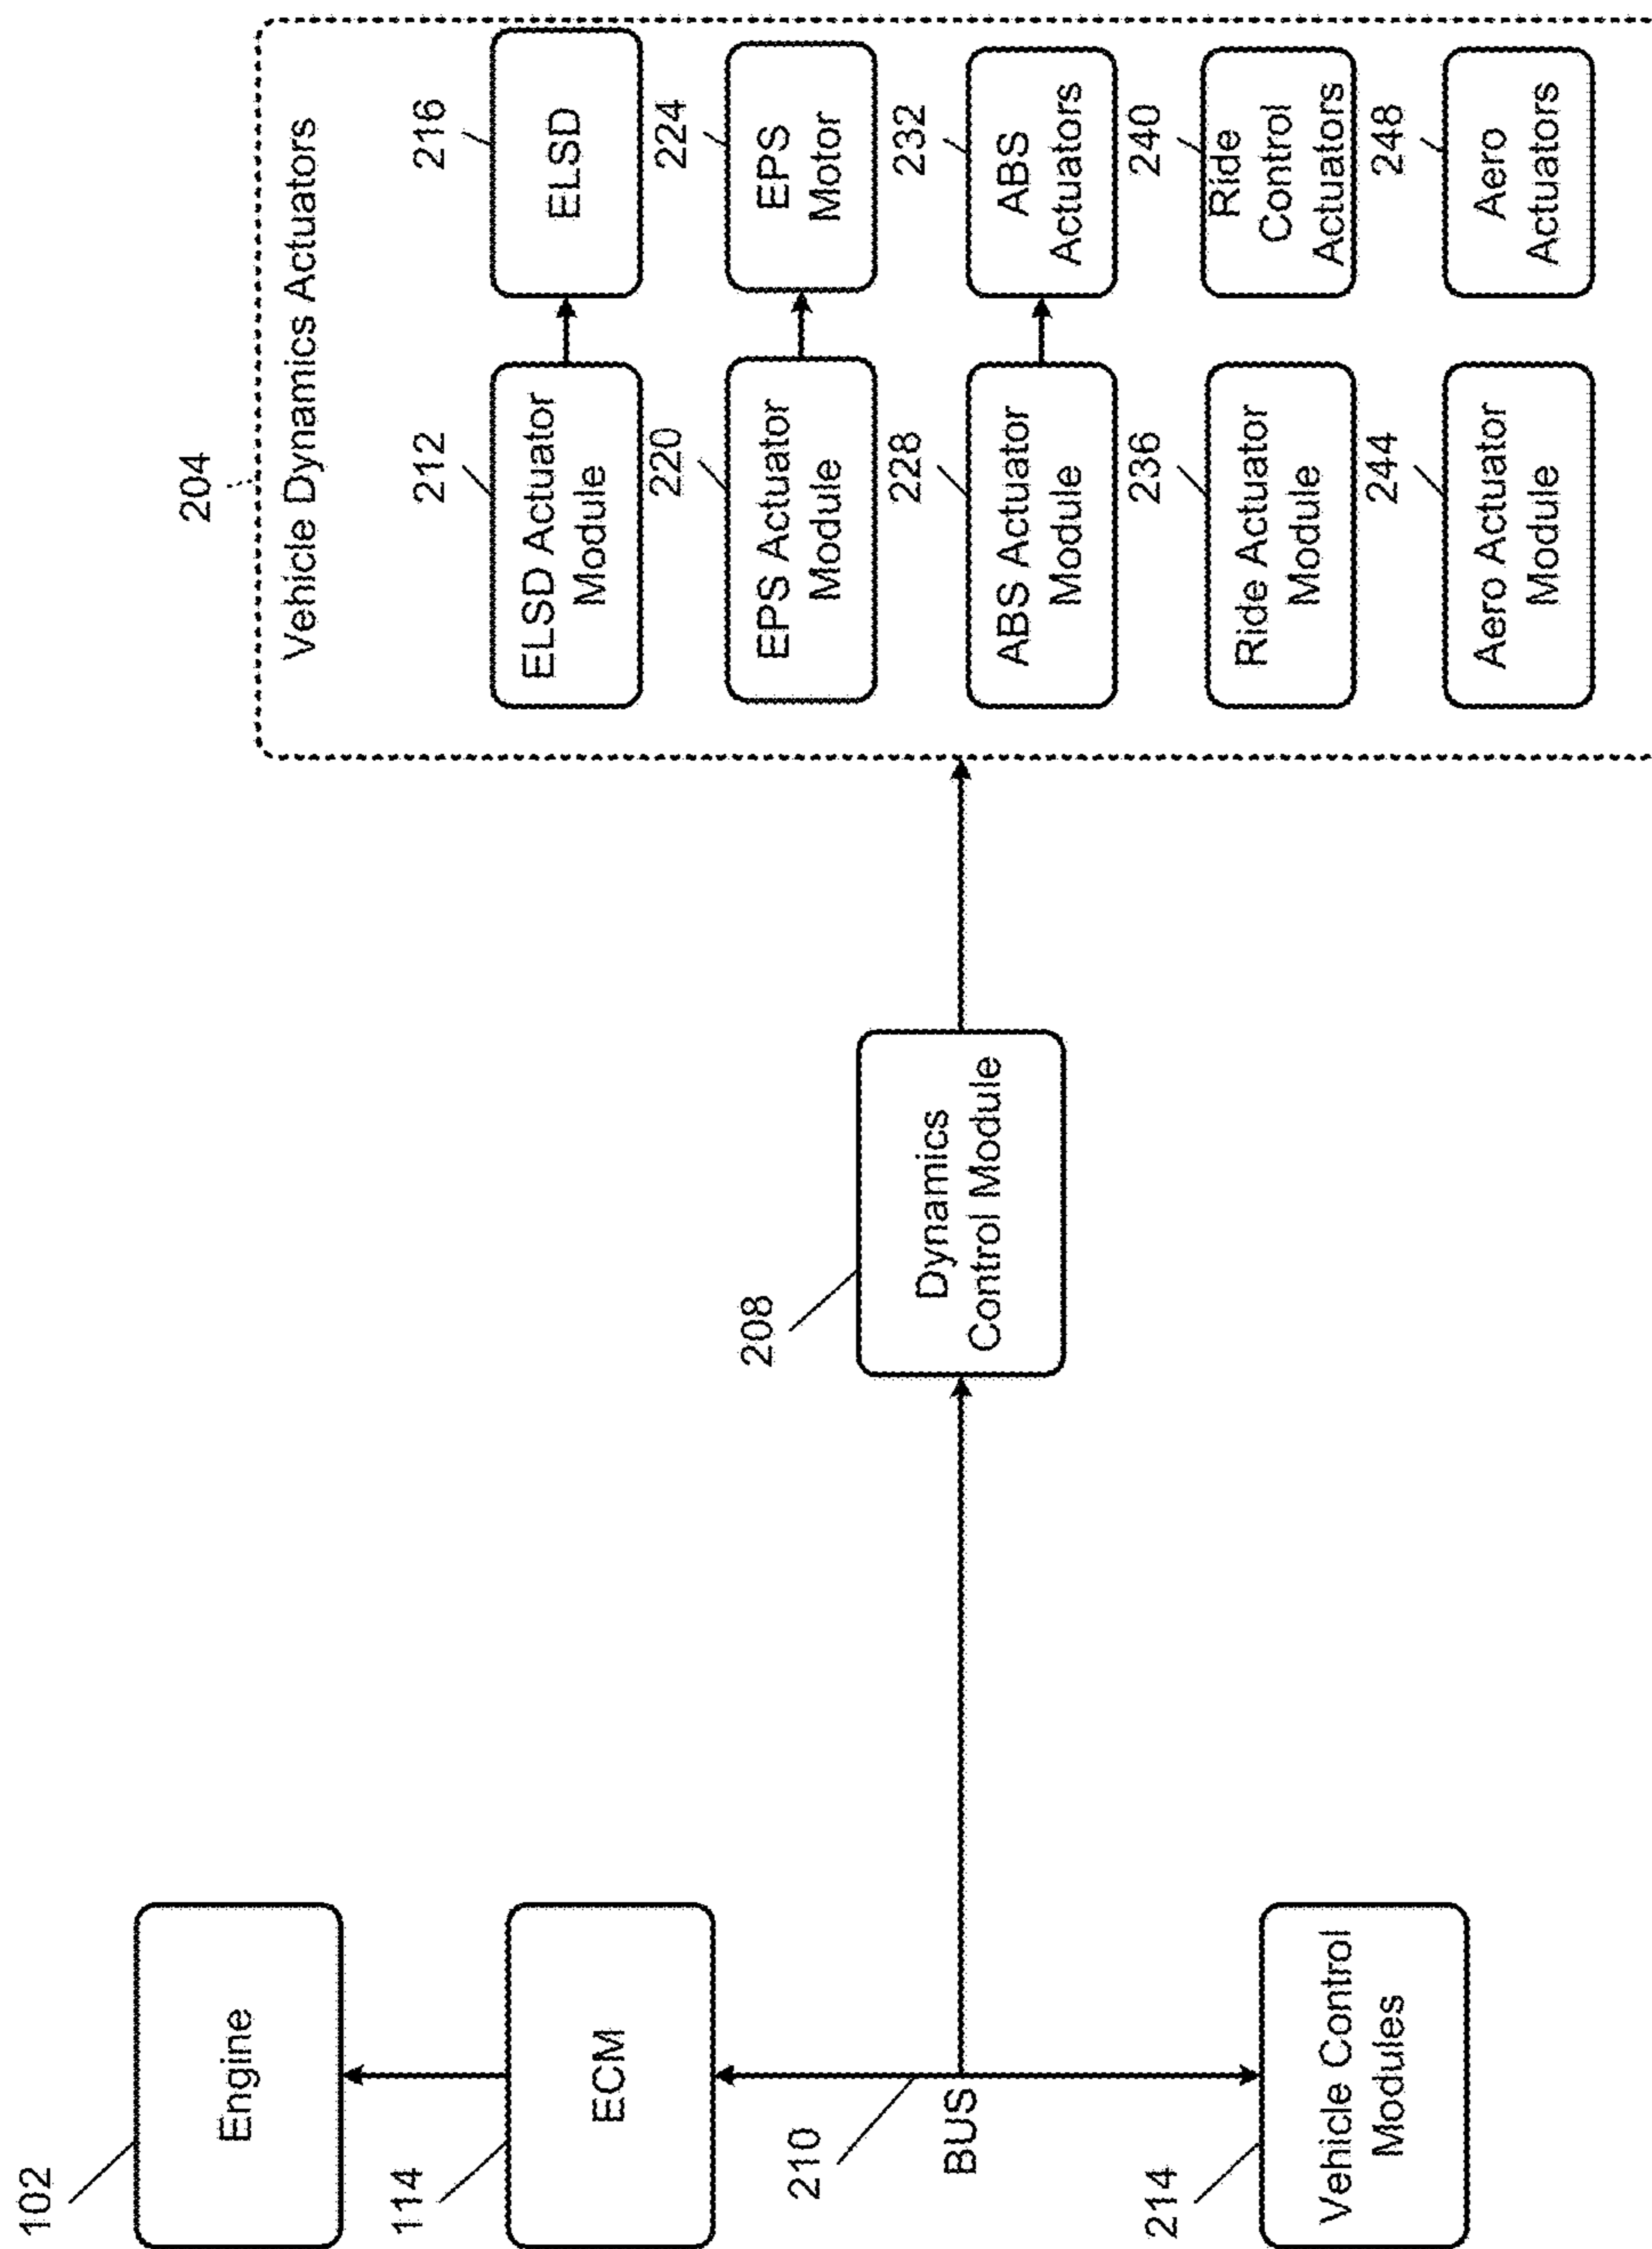 102
Engine
114
ECM
210
BUS
214
Vehicle Control
Modules
208
Dynamics
Control Module
204
Vehicle Dynamics Actuators
212
ELSD Actuator
Module
216
ELSD
220
EPS Actuator
Module
224
EPS
Motor
228
ABS Actuator
Module
232
ABS
Actuators
236
Ride Actuator
Module
240
Ride
Control
Actuators
244
Aero Actuator
Module
248
Aero
Actuators